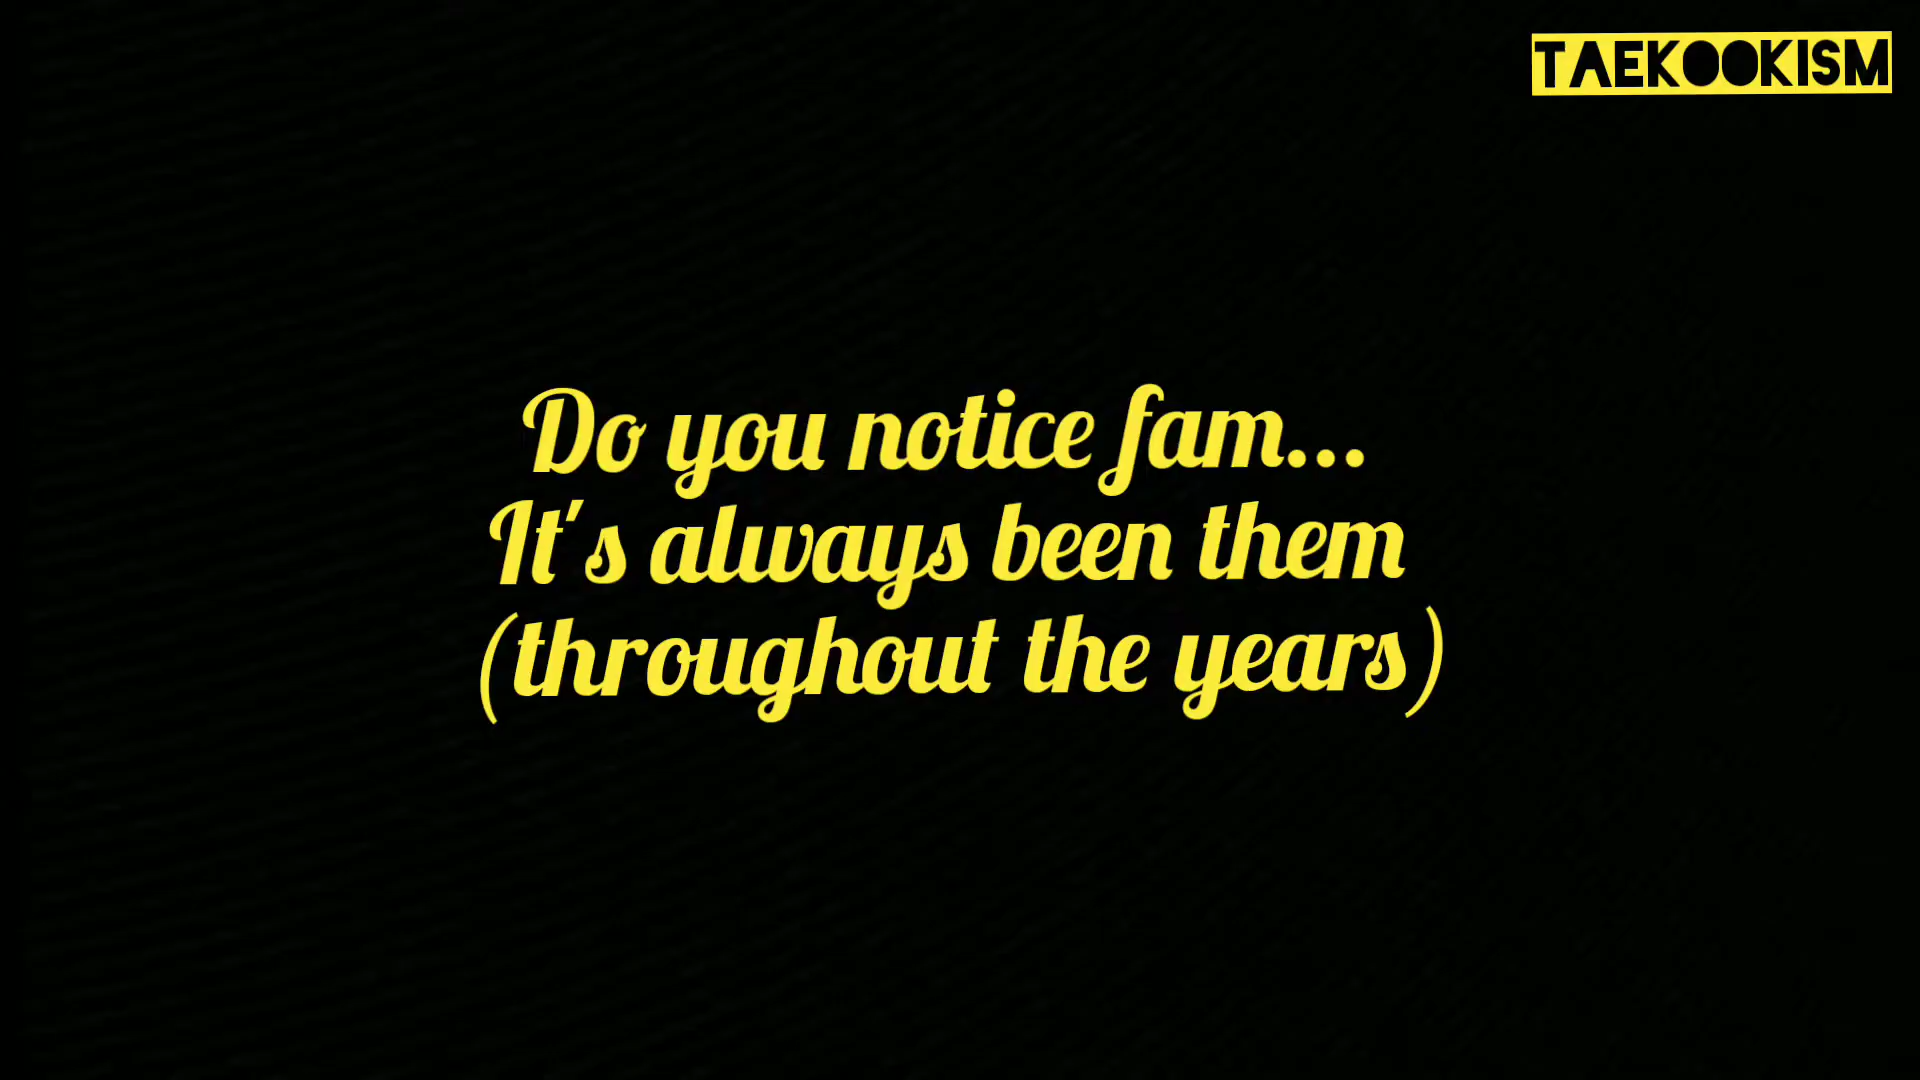 TAEKOOKISM
Do you notice fam...
It's always been them
(throughout the years)